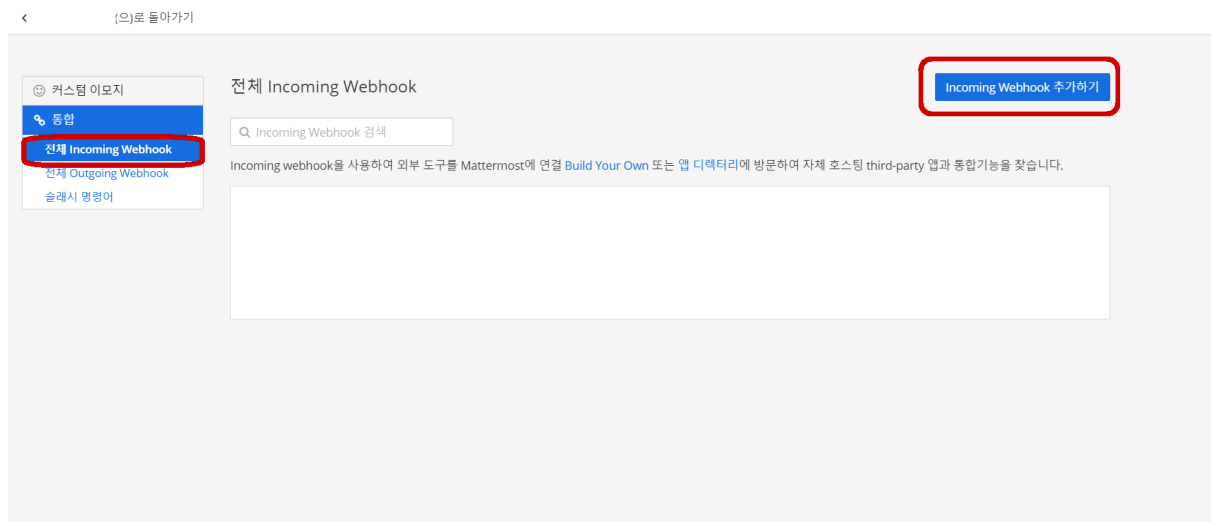 (으)로 돌아가기
커스텀 이모지
통합
전체 Incoming Webhook
전체 Outgoing Webhook
슬래시 명령어
전체 Incoming Webhook
Incoming Webhook 추가하기
Incoming Webhook 검색
Incoming webhook을 사용하여 외부 도구를 Mattermost에 연결 Build Your Own 또는 앱 디렉터리에 방문하여 자체 호스팅 third-party 앱과 통합기능을 찾습니다.